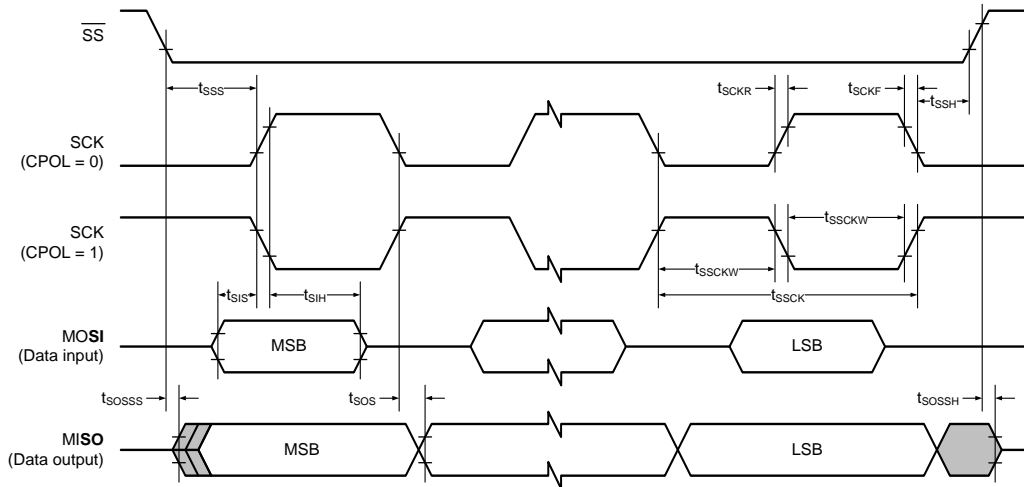 SS
tSSS
tSCKR
tSCKF
tSSH
SCK
(CPOL = 0)
SCK
(CPOL = 1)
tSSCKW
tSSCKW
tSIS
tSIH
tSSCK
MOSI
(Data input)
MSB
LSB
tSOSSS
tSOS
tSOSSH
MISO
(Data output)
MSB
LSB